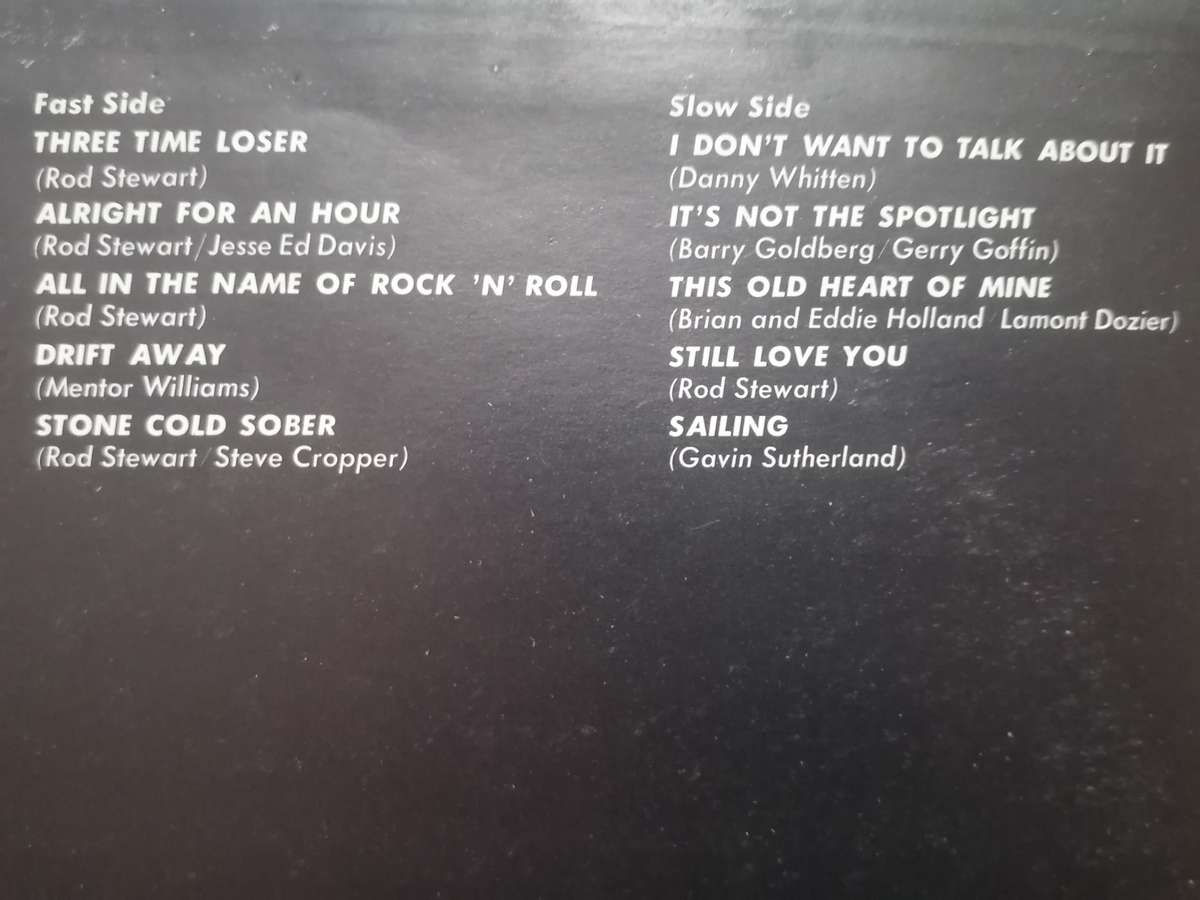 Fast Side
THREE TIME LOSER
(Rod Stewart)
ALRIGHT FOR AN HOUR
(Rod Stewart/Jesse Ed Davis)
ALL IN THE NAME OF ROCK 'N' ROLL
(Rod Stewart)
DRIFT AWAY
(Mentor Williams)
STONE COLD SOBER
(Rod Stewart/Steve Cropper)
Slow Side
I DON'T WANT TO TALK ABOUT IT
(Danny Whitten)
IT'S NOT THE SPOTLIGHT
(Barry Goldberg/Gerry Goffin)
THIS OLD HEART OF MINE
(Brian and Eddie Holland/Lamont Dozier)
STILL LOVE YOU
(Rod Stewart)
SAILING
(Gavin Sutherland)